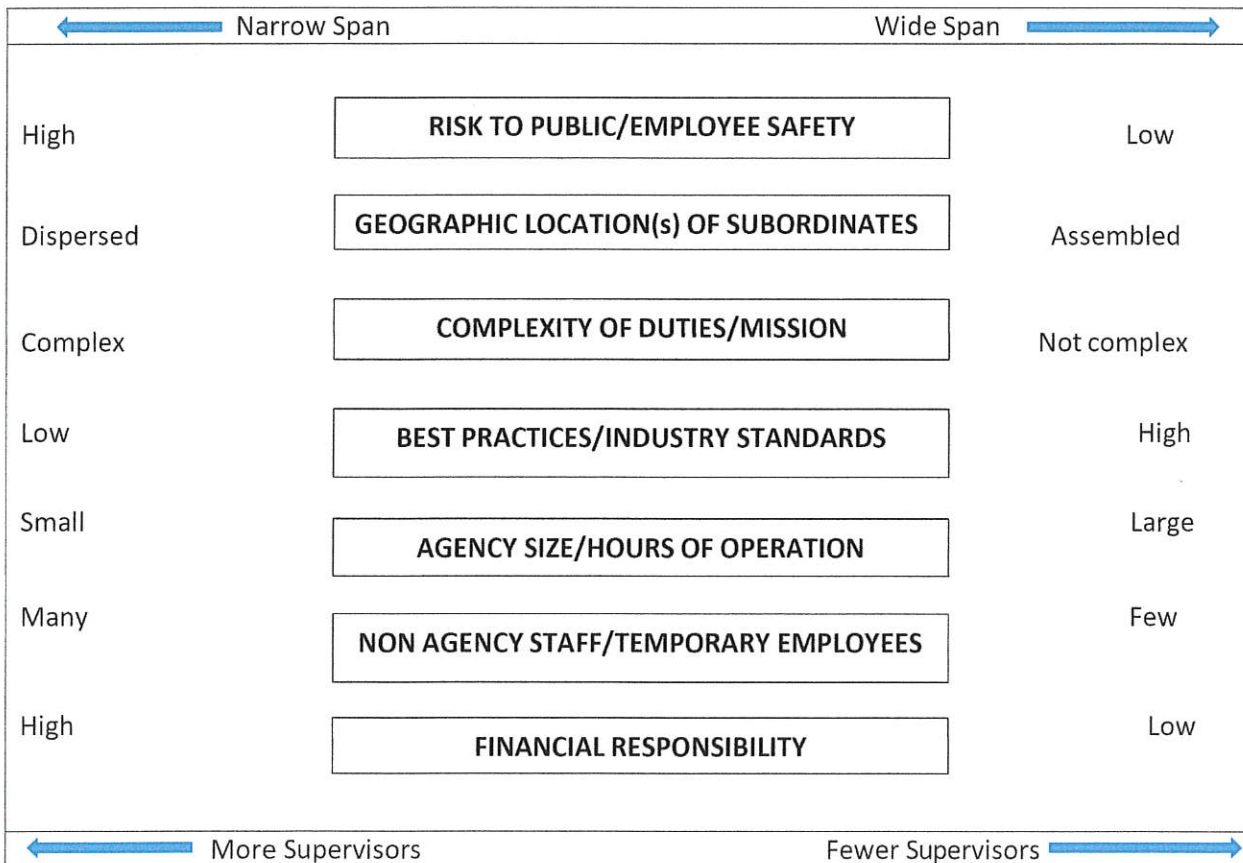 Narrow Span Wide Span
High RISK TO PUBLIC/EMPLOYEE SAFETY Low
Dispersed GEOGRAPHIC LOCATION(s) OF SUBORDINATES Assembled
Complex COMPLEXITY OF DUTIES/MISSION Not complex
Low BEST PRACTICES/INDUSTRY STANDARDS High
Small AGENCY SIZE/HOURS OF OPERATION Large
Many NON AGENCY STAFF/TEMPORARY EMPLOYEES Few
High FINANCIAL RESPONSIBILITY Low
More Supervisors Fewer Supervisors